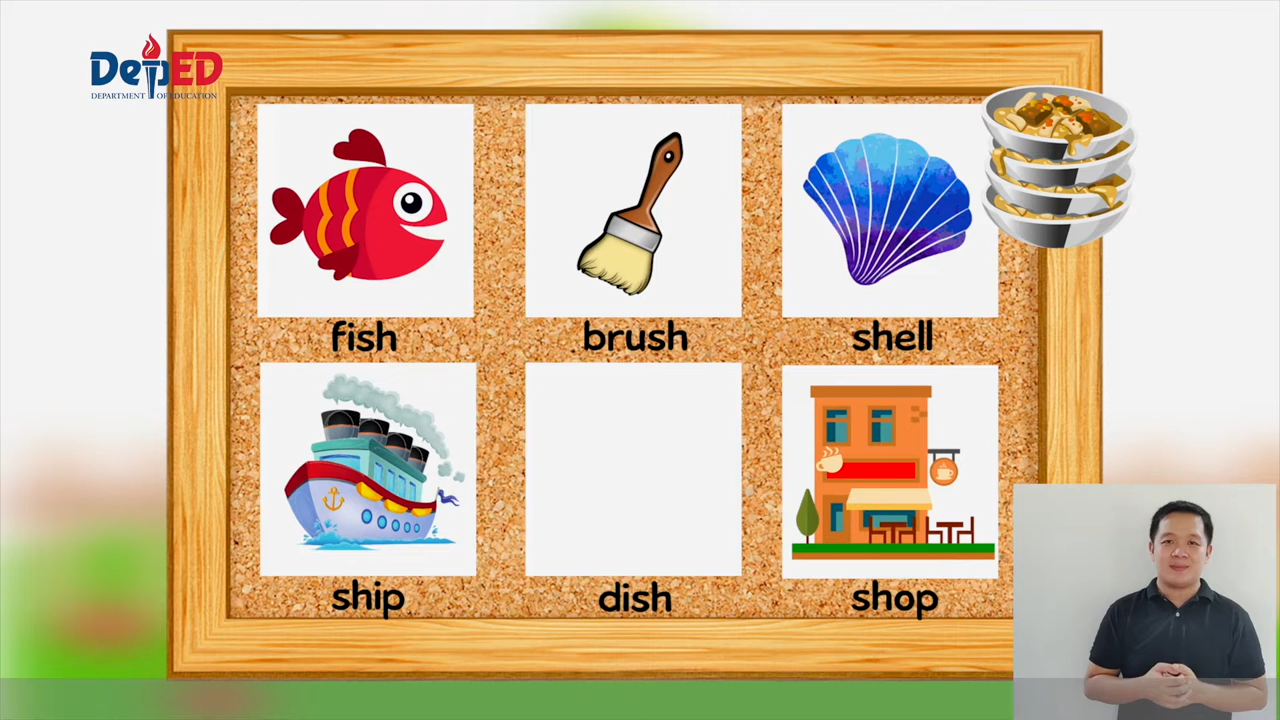 DepED
DEPARTMENT OF EDUCATION
fish
brush
shell
ship
dish
shop